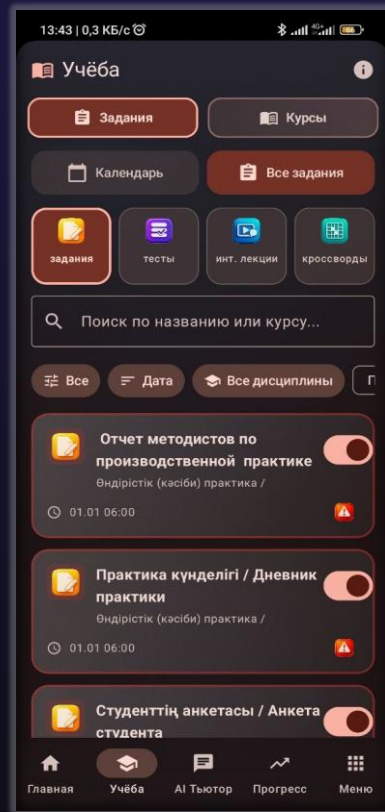 13:43 | 0,3 КБ/с
4G+
Учёба
Задания
Курсы
Календарь
Все задания
задания
тесты
инт. лекции
кроссворды
Поиск по названию или курсу...
Все
Дата
Все дисциплины
Отчет методистов по
производственной практике
Өндірістік (кәсіби) практика /
01.01 06:00
Практика күнделігі / Дневник
практики
Өндірістік (кәсіби) практика /
01.01 06:00
Студенттің анкетасы / Анкета
студента
Главная
Учёба
AI Тьютор
Прогресс
Меню